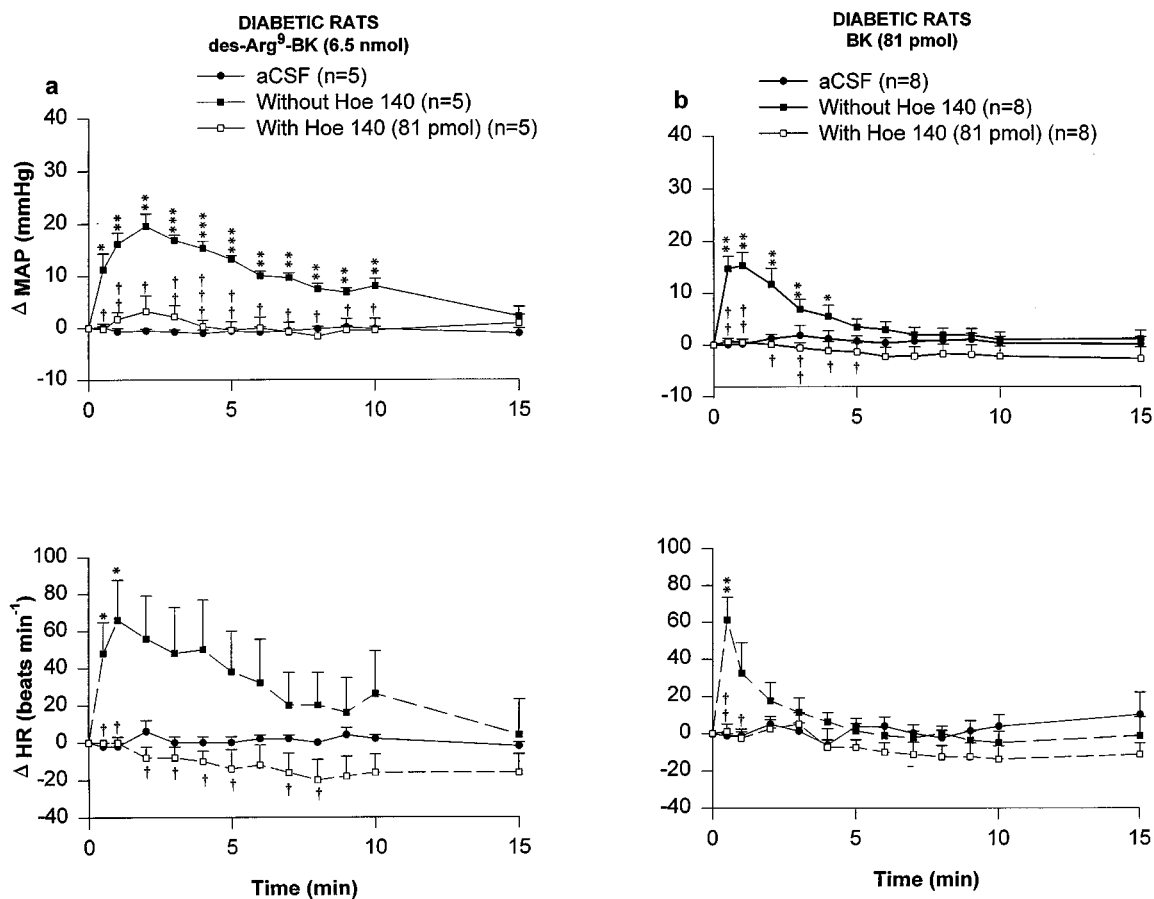 DIABETIC RATS
des-Arg⁹-BK (6.5 nmol)
a
aCSF (n=5)
Without Hoe 140 (n=5)
With Hoe 140 (81 pmol) (n=5)
Δ MAP (mmHg)
40
30
20
10
0
-10
* ** ** *** *** *** ** ** ** ** **
† †† † †† ††† †† † † † † †
0 5 10 15
DIABETIC RATS
BK (81 pmol)
b
aCSF (n=8)
Without Hoe 140 (n=8)
With Hoe 140 (81 pmol) (n=8)
40
30
20
10
0
-10
** ** ** ** *
†† †† † †† † †
0 5 10 15
Δ HR (beats min⁻¹)
100
80
60
40
20
0
-20
-40
* *
† † † † † † † †
0 5 10 15
Time (min)
100
80
60
40
20
0
-20
-40
**
†† †
0 5 10 15
Time (min)